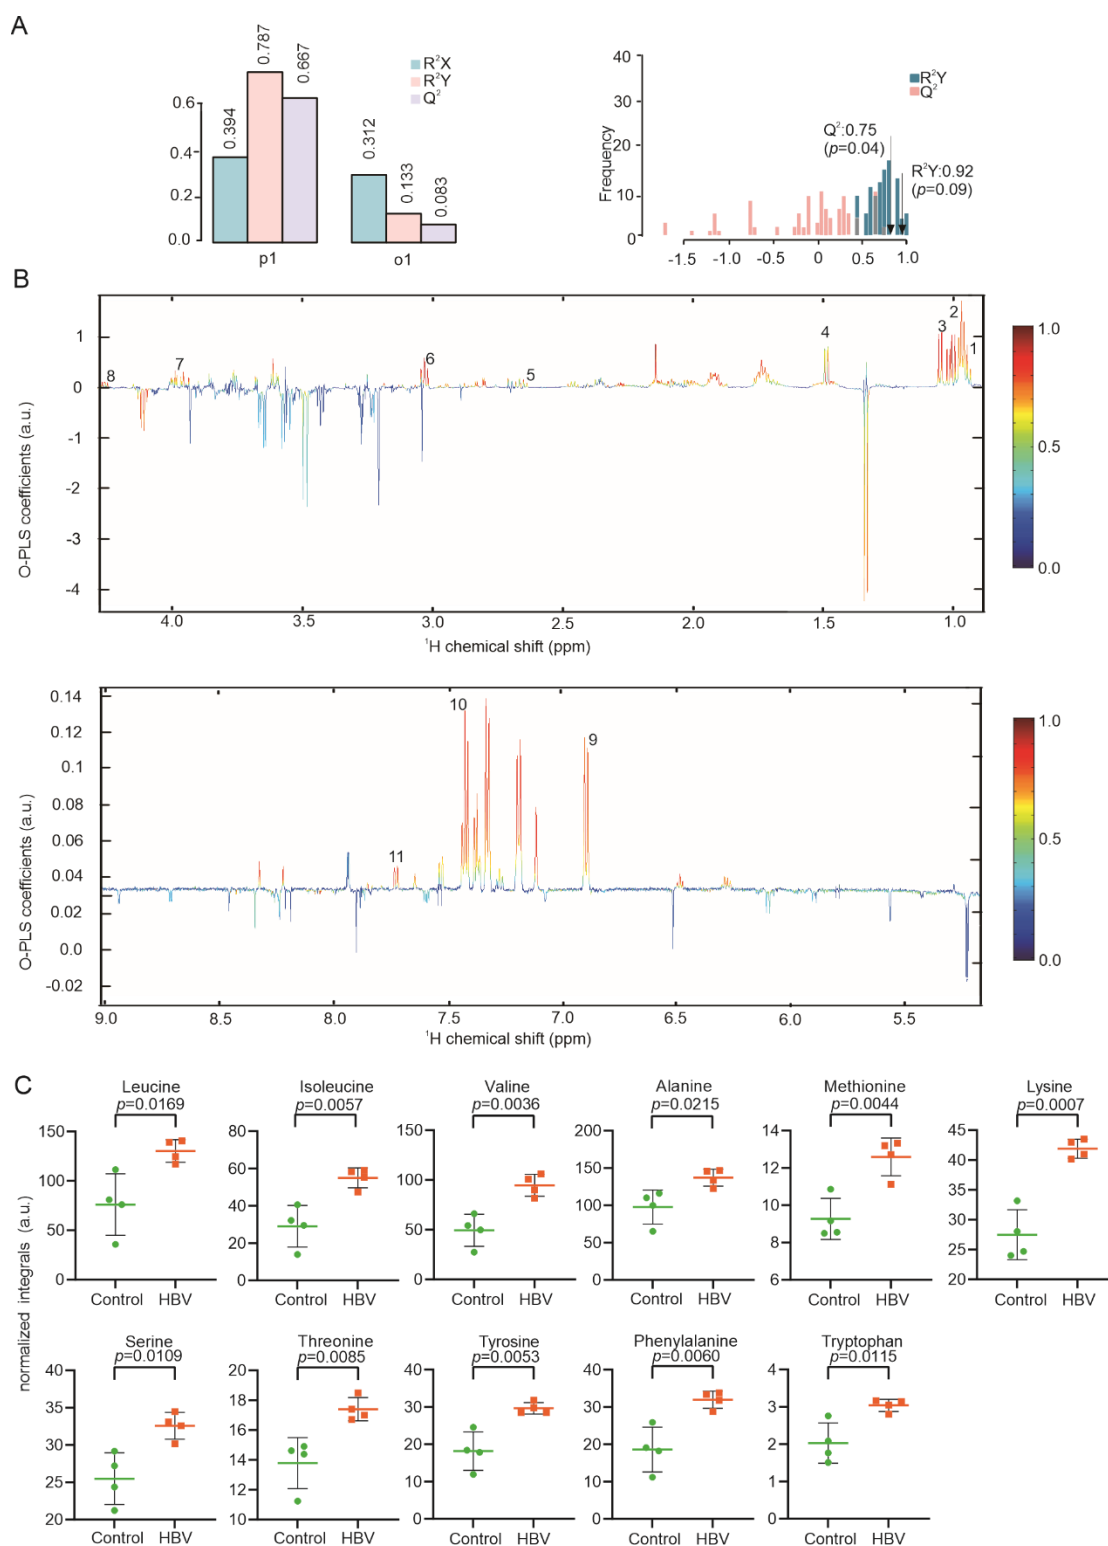 A
0.6
0.4
0.2
0.0
0.394
0.787
0.667
0.312
0.133
0.083
R²X
R²Y
Q²
p1
o1
Frequency
40
30
20
10
0
R²Y
Q²
Q²:0.75
(p=0.04)
R²Y:0.92
(p=0.09)
-1.5 -1.0 -0.5 0 0.5 1.0
B
O-PLS coefficients (a.u.)
1
0
-1
-2
-3
-4
8 7 6 5 4 3 2 1
4.0 3.5 3.0 2.5 2.0 1.5 1.0
¹H chemical shift (ppm)
1.0
0.5
0.0
O-PLS coefficients (a.u.)
0.14
0.12
0.1
0.08
0.06
0.04
0.02
0.0
-0.02
11 10 9
9.0 8.5 8.0 7.5 7.0 6.5 6.0 5.5
¹H chemical shift (ppm)
1.0
0.5
0.0
C
normalized integrals (a.u.)
Leucine
p=0.0169
150
100
50
0
Control HBV
Isoleucine
p=0.0057
80
60
40
20
0
Control HBV
Valine
p=0.0036
150
100
50
0
Control HBV
Alanine
p=0.0215
200
150
100
50
0
Control HBV
Methionine
p=0.0044
14
12
10
8
6
Control HBV
Lysine
p=0.0007
45
40
35
30
25
20
Control HBV
Serine
p=0.0109
40
35
30
25
20
Control HBV
Threonine
p=0.0085
20
18
16
14
12
10
Control HBV
Tyrosine
p=0.0053
40
30
20
10
0
Control HBV
Phenylalanine
p=0.0060
40
30
20
10
0
Control HBV
Tryptophan
p=0.0115
4
3
2
1
0
Control HBV